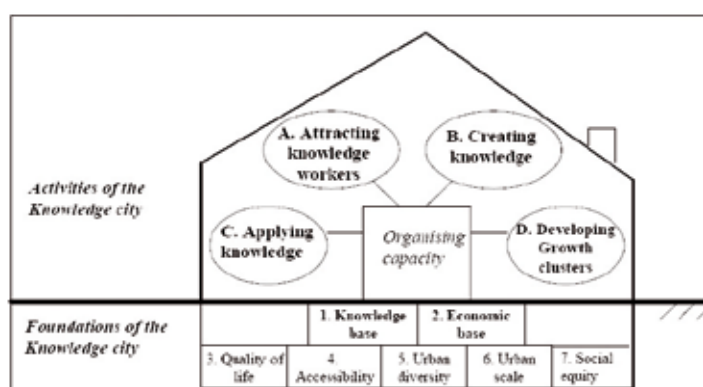 A. Attracting
knowledge
workers
B. Creating
knowledge
Activities of the
Knowledge city
C. Applying
knowledge
Organising
capacity
D. Developing
Growth
clusters
Foundations of the
Knowledge city
1. Knowledge
base
2. Economic
base
3. Quality of
life
4.
Accessibility
5. Urban
diversity
6. Urban
scale
7. Social
equity